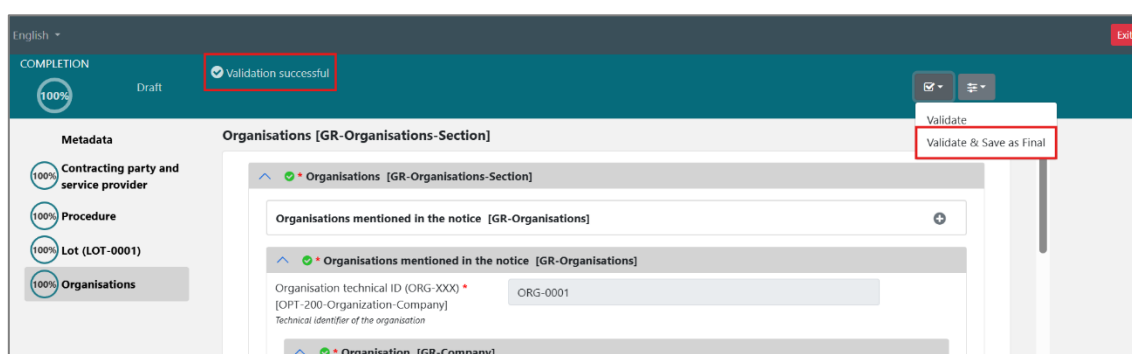 English
Exit
COMPLETION
100%
Draft
Validation successful
Validate
Validate & Save as Final
Metadata
100% Contracting party and
service provider
100% Procedure
100% Lot (LOT-0001)
100% Organisations
Organisations [GR-Organisations-Section]
* Organisations [GR-Organisations-Section]
Organisations mentioned in the notice [GR-Organisations]
* Organisations mentioned in the notice [GR-Organisations]
Organisation technical ID (ORG-XXX) *
[OPT-200-Organization-Company]
Technical identifier of the organisation
ORG-0001
* Organisation [GR-Company]